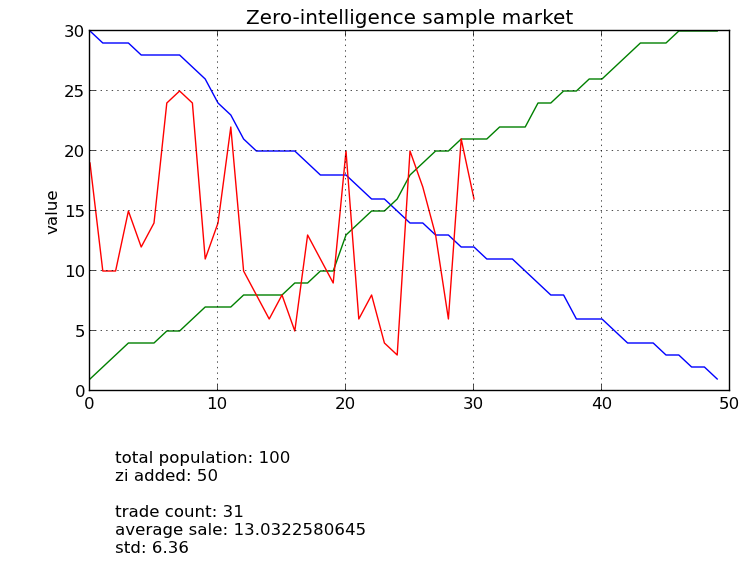 Zero-intelligence sample market
30
25
20
15
10
5
0
value
0 10 20 30 40 50
total population: 100
zi added: 50
trade count: 31
average sale: 13.0322580645
std: 6.36